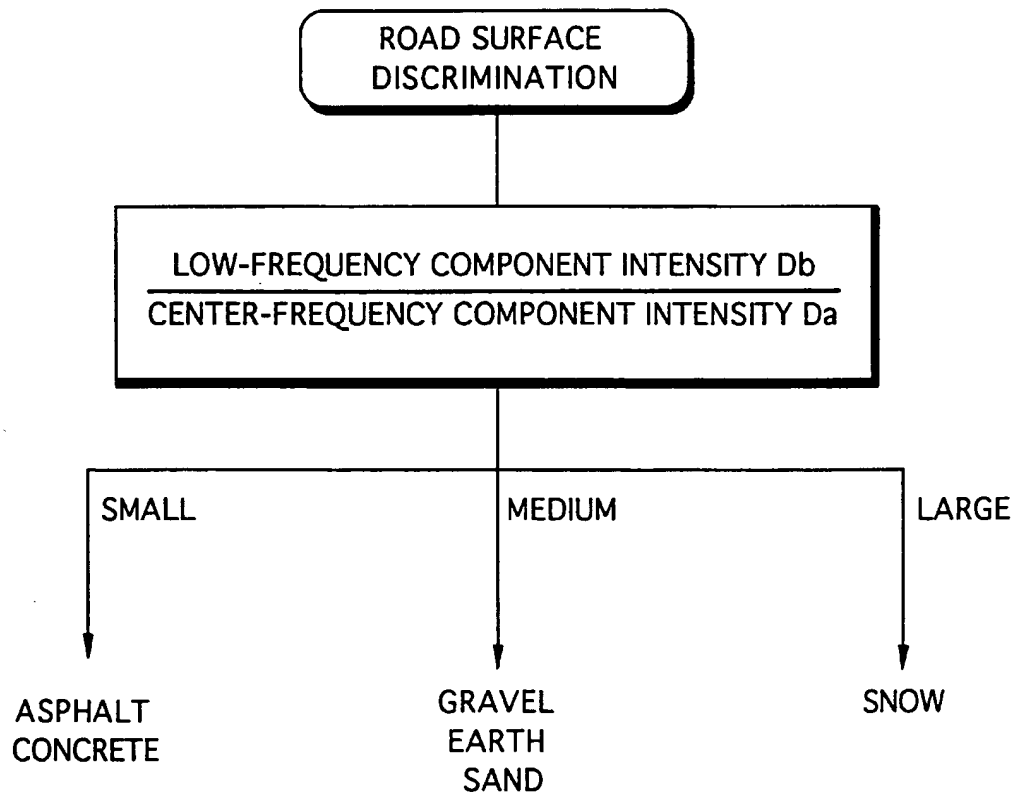 ROAD SURFACE
DISCRIMINATION
LOW-FREQUENCY COMPONENT INTENSITY Db
CENTER-FREQUENCY COMPONENT INTENSITY Da
SMALL
MEDIUM
LARGE
ASPHALT
CONCRETE
GRAVEL
EARTH
SAND
SNOW